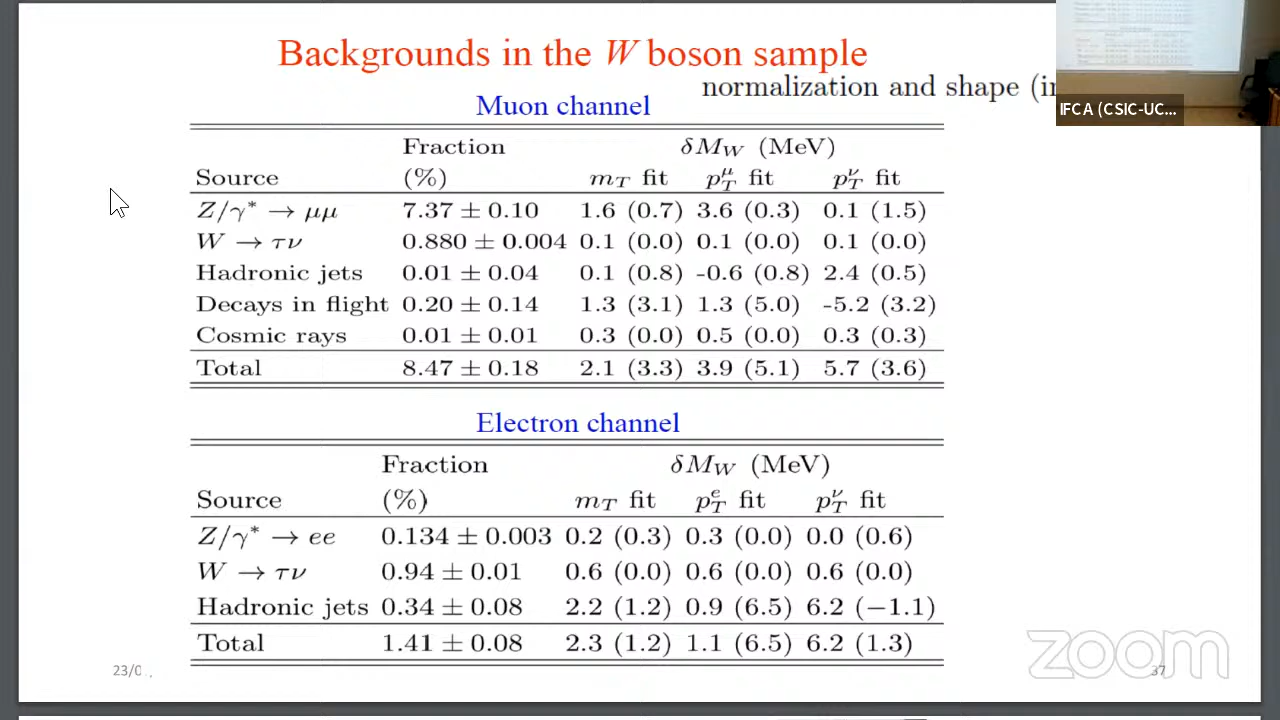 Backgrounds in the W boson sample
normalization and shape (in
IFCA (CSIC-UC...
Muon channel
Fraction δM_W (MeV)
Source (%) m_T fit p_T^μ fit p_T^ν fit
Z/γ* → μμ 7.37 ± 0.10 1.6 (0.7) 3.6 (0.3) 0.1 (1.5)
W → τν 0.880 ± 0.004 0.1 (0.0) 0.1 (0.0) 0.1 (0.0)
Hadronic jets 0.01 ± 0.04 0.1 (0.8) -0.6 (0.8) 2.4 (0.5)
Decays in flight 0.20 ± 0.14 1.3 (3.1) 1.3 (5.0) -5.2 (3.2)
Cosmic rays 0.01 ± 0.01 0.3 (0.0) 0.5 (0.0) 0.3 (0.3)
Total 8.47 ± 0.18 2.1 (3.3) 3.9 (5.1) 5.7 (3.6)
Electron channel
Fraction δM_W (MeV)
Source (%) m_T fit p_T^e fit p_T^ν fit
Z/γ* → ee 0.134 ± 0.003 0.2 (0.3) 0.3 (0.0) 0.0 (0.6)
W → τν 0.94 ± 0.01 0.6 (0.0) 0.6 (0.0) 0.6 (0.0)
Hadronic jets 0.34 ± 0.08 2.2 (1.2) 0.9 (6.5) 6.2 (−1.1)
Total 1.41 ± 0.08 2.3 (1.2) 1.1 (6.5) 6.2 (1.3)
zoom
23/0 37